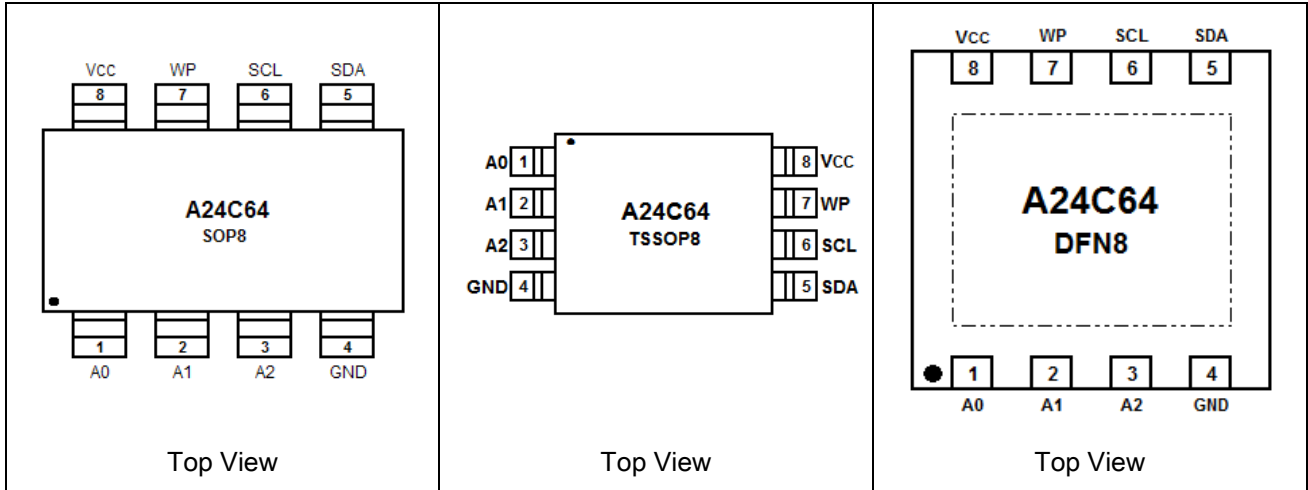 VCC WP SCL SDA
8 7 6 5
A24C64
SOP8
1 2 3 4
A0 A1 A2 GND
Top View
A0 1 8 VCC
A1 2 7 WP
A2 3 6 SCL
GND 4 5 SDA
A24C64
TSSOP8
Top View
VCC WP SCL SDA
8 7 6 5
A24C64
DFN8
1 2 3 4
A0 A1 A2 GND
Top View